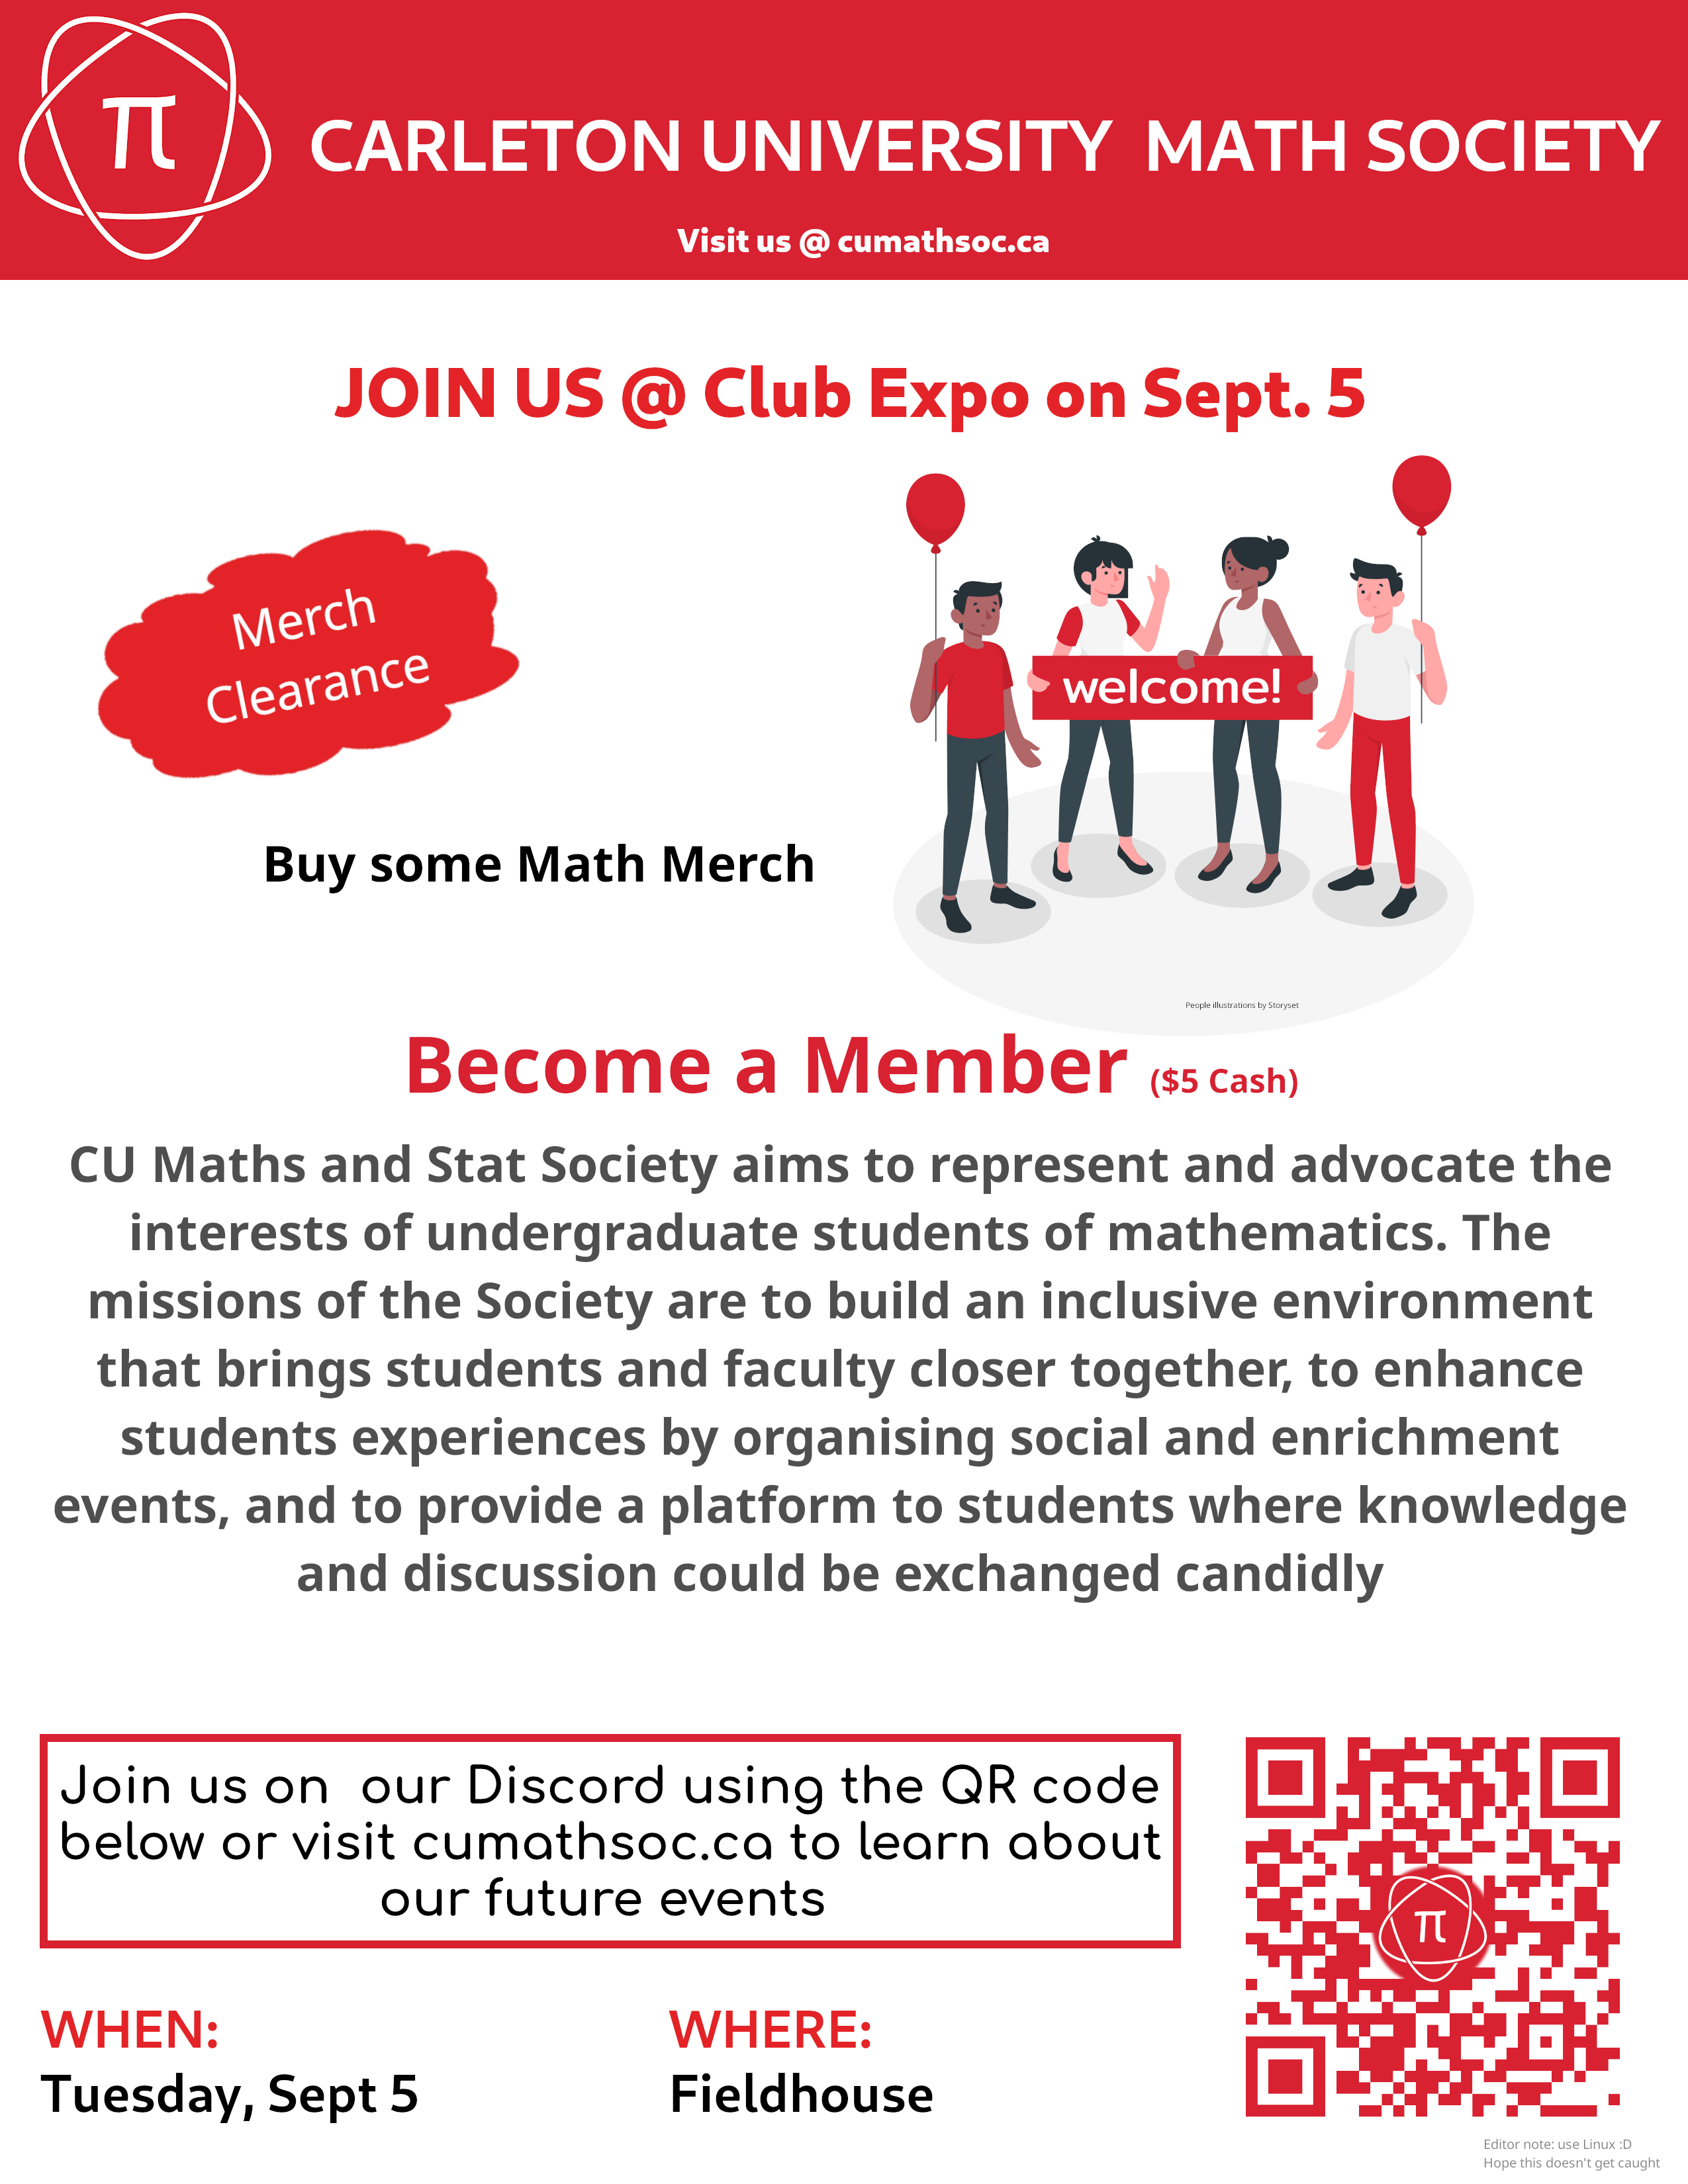 π
CARLETON UNIVERSITY  MATH SOCIETY
Visit us @ cumathsoc.ca
JOIN US @ Club Expo on Sept. 5
Merch
Clearance
welcome!
Buy some Math Merch
People illustrations by Storyset
Become a Member ($5 Cash)
CU Maths and Stat Society aims to represent and advocate the
interests of undergraduate students of mathematics. The
missions of the Society are to build an inclusive environment
that brings students and faculty closer together, to enhance
students experiences by organising social and enrichment
events, and to provide a platform to students where knowledge
and discussion could be exchanged candidly
Join us on  our Discord using the QR code
below or visit cumathsoc.ca to learn about
our future events
π
WHEN:
Tuesday, Sept 5
WHERE:
Fieldhouse
Editor note: use Linux :D
Hope this doesn't get caught